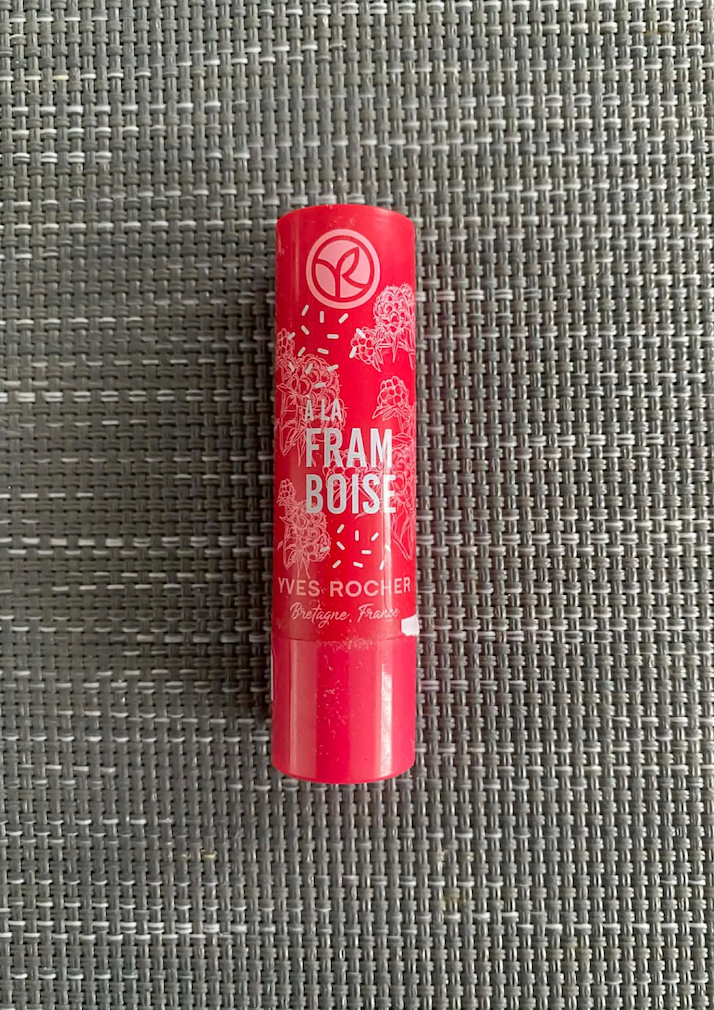 À LA
FRAM
BOISE
YVES ROCHER
Bretagne, France